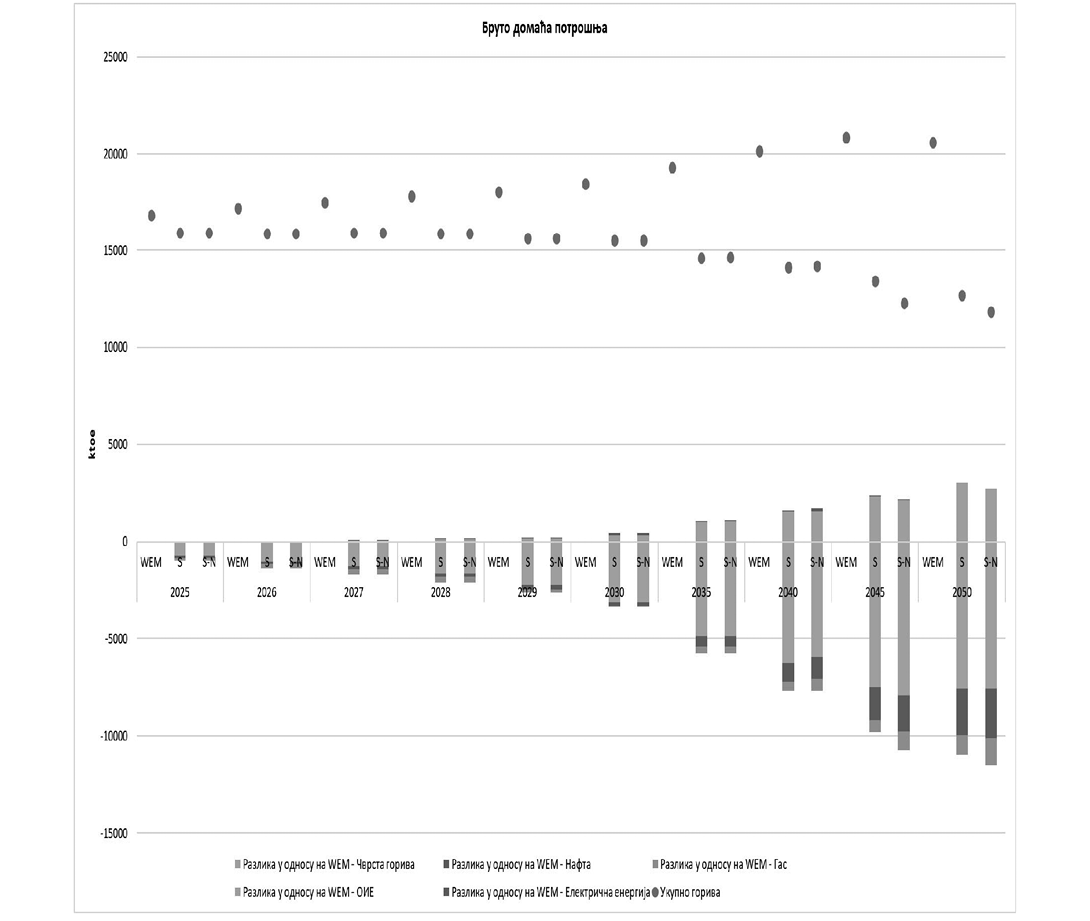 Бруто домаћа потрошња
25000
20000
15000
10000
5000
0
-5000
-10000
-15000
ktoe
WEM S S-N WEM S S-N WEM S S-N WEM S S-N WEM S S-N WEM S S-N WEM S S-N WEM S S-N WEM S S-N WEM S S-N
2025 2026 2027 2028 2029 2030 2035 2040 2045 2050
Разлика у односу на WEM - Чврста горива Разлика у односу на WEM - Нафта Разлика у односу на WEM - Гас
Разлика у односу на WEM - ОИЕ Разлика у односу на WEM - Електрична енергија Укупно горива